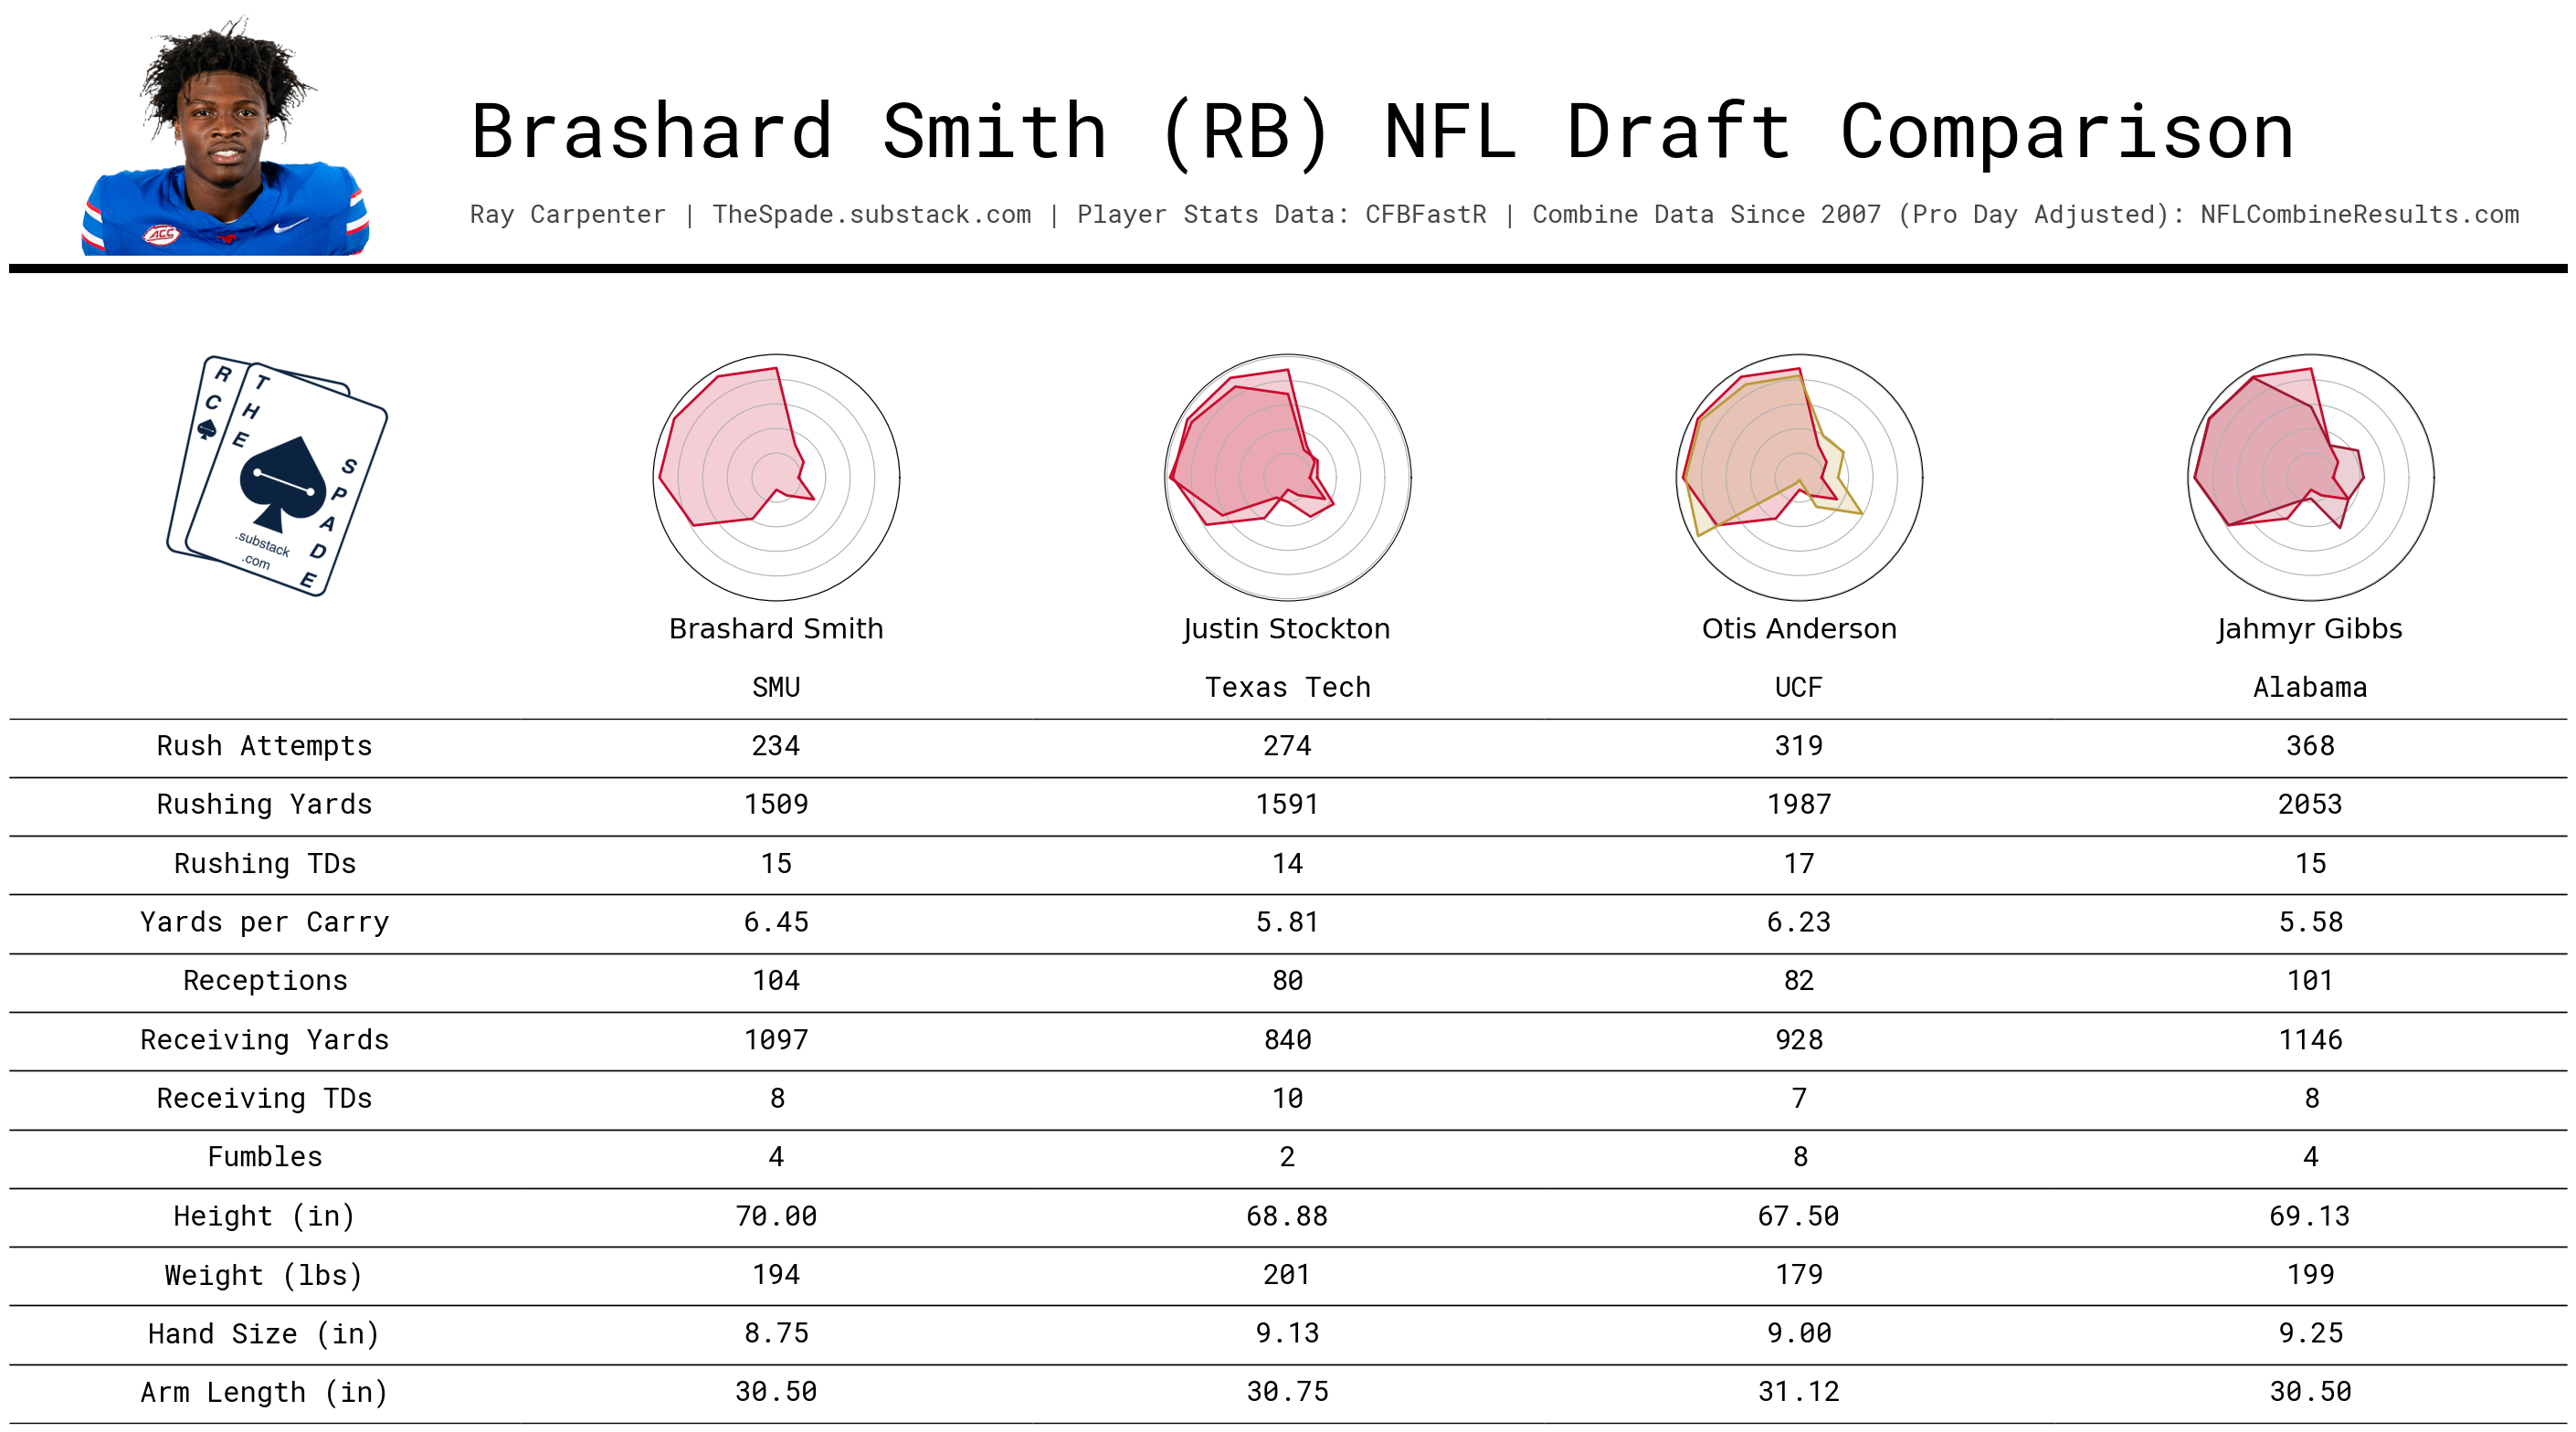 Brashard Smith (RB) NFL Draft Comparison
Ray Carpenter | TheSpade.substack.com | Player Stats Data: CFBFastR | Combine Data Since 2007 (Pro Day Adjusted): NFLCombineResults.com
ACC
R C
THE
SPADE
.substack
.com
Brashard Smith Justin Stockton Otis Anderson Jahmyr Gibbs
SMU Texas Tech UCF Alabama
Rush Attempts 234 274 319 368
Rushing Yards 1509 1591 1987 2053
Rushing TDs 15 14 17 15
Yards per Carry 6.45 5.81 6.23 5.58
Receptions 104 80 82 101
Receiving Yards 1097 840 928 1146
Receiving TDs 8 10 7 8
Fumbles 4 2 8 4
Height (in) 70.00 68.88 67.50 69.13
Weight (lbs) 194 201 179 199
Hand Size (in) 8.75 9.13 9.00 9.25
Arm Length (in) 30.50 30.75 31.12 30.50